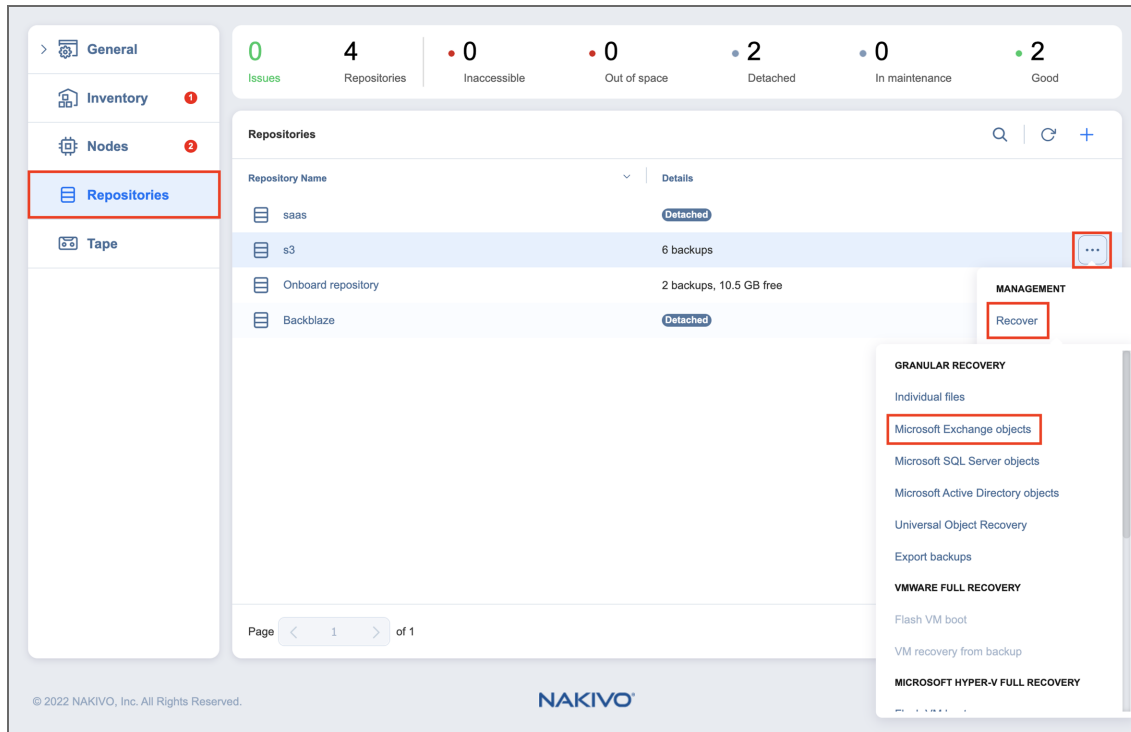 General
Inventory 1
Nodes 2
Repositories
Tape
0 4 0 0 2 0 2
Issues Repositories Inaccessible Out of space Detached In maintenance Good
Repositories
Repository Name Details
saas Detached
s3 6 backups
Onboard repository 2 backups, 10.5 GB free
Backblaze Detached
MANAGEMENT
Recover
GRANULAR RECOVERY
Individual files
Microsoft Exchange objects
Microsoft SQL Server objects
Microsoft Active Directory objects
Universal Object Recovery
Export backups
VMWARE FULL RECOVERY
Flash VM boot
VM recovery from backup
MICROSOFT HYPER-V FULL RECOVERY
Page 1 of 1
© 2022 NAKIVO, Inc. All Rights Reserved.
NAKIVO®